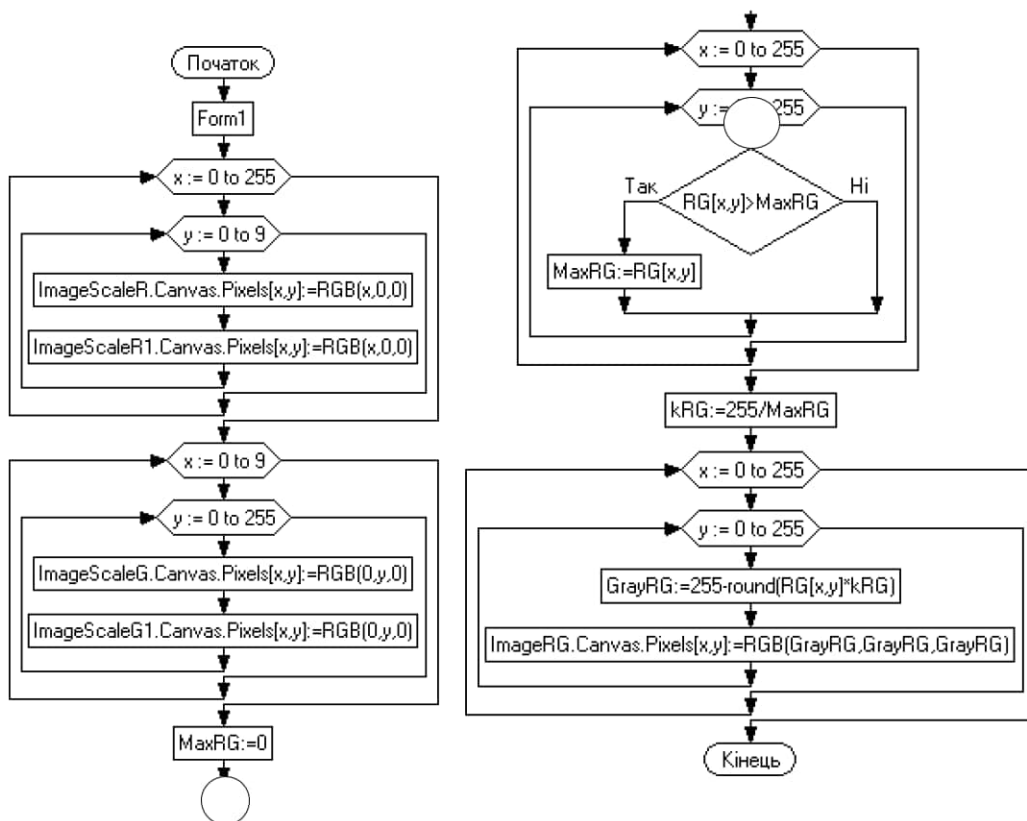 Початок
Form1
x := 0 to 255
y := 0 to 9
ImageScaleR.Canvas.Pixels[x,y]:=RGB(x,0,0)
ImageScaleR1.Canvas.Pixels[x,y]:=RGB(x,0,0)
x := 0 to 9
y := 0 to 255
ImageScaleG.Canvas.Pixels[x,y]:=RGB(0,y,0)
ImageScaleG1.Canvas.Pixels[x,y]:=RGB(0,y,0)
MaxRG:=0
x := 0 to 255
y := 255
Так
RG[x,y]>MaxRG
Ні
MaxRG:=RG[x,y]
kRG:=255/MaxRG
x := 0 to 255
y := 0 to 255
GrayRG:=255-round(RG[x,y]*kRG)
ImageRG.Canvas.Pixels[x,y]:=RGB(GrayRG,GrayRG,GrayRG)
Кінець